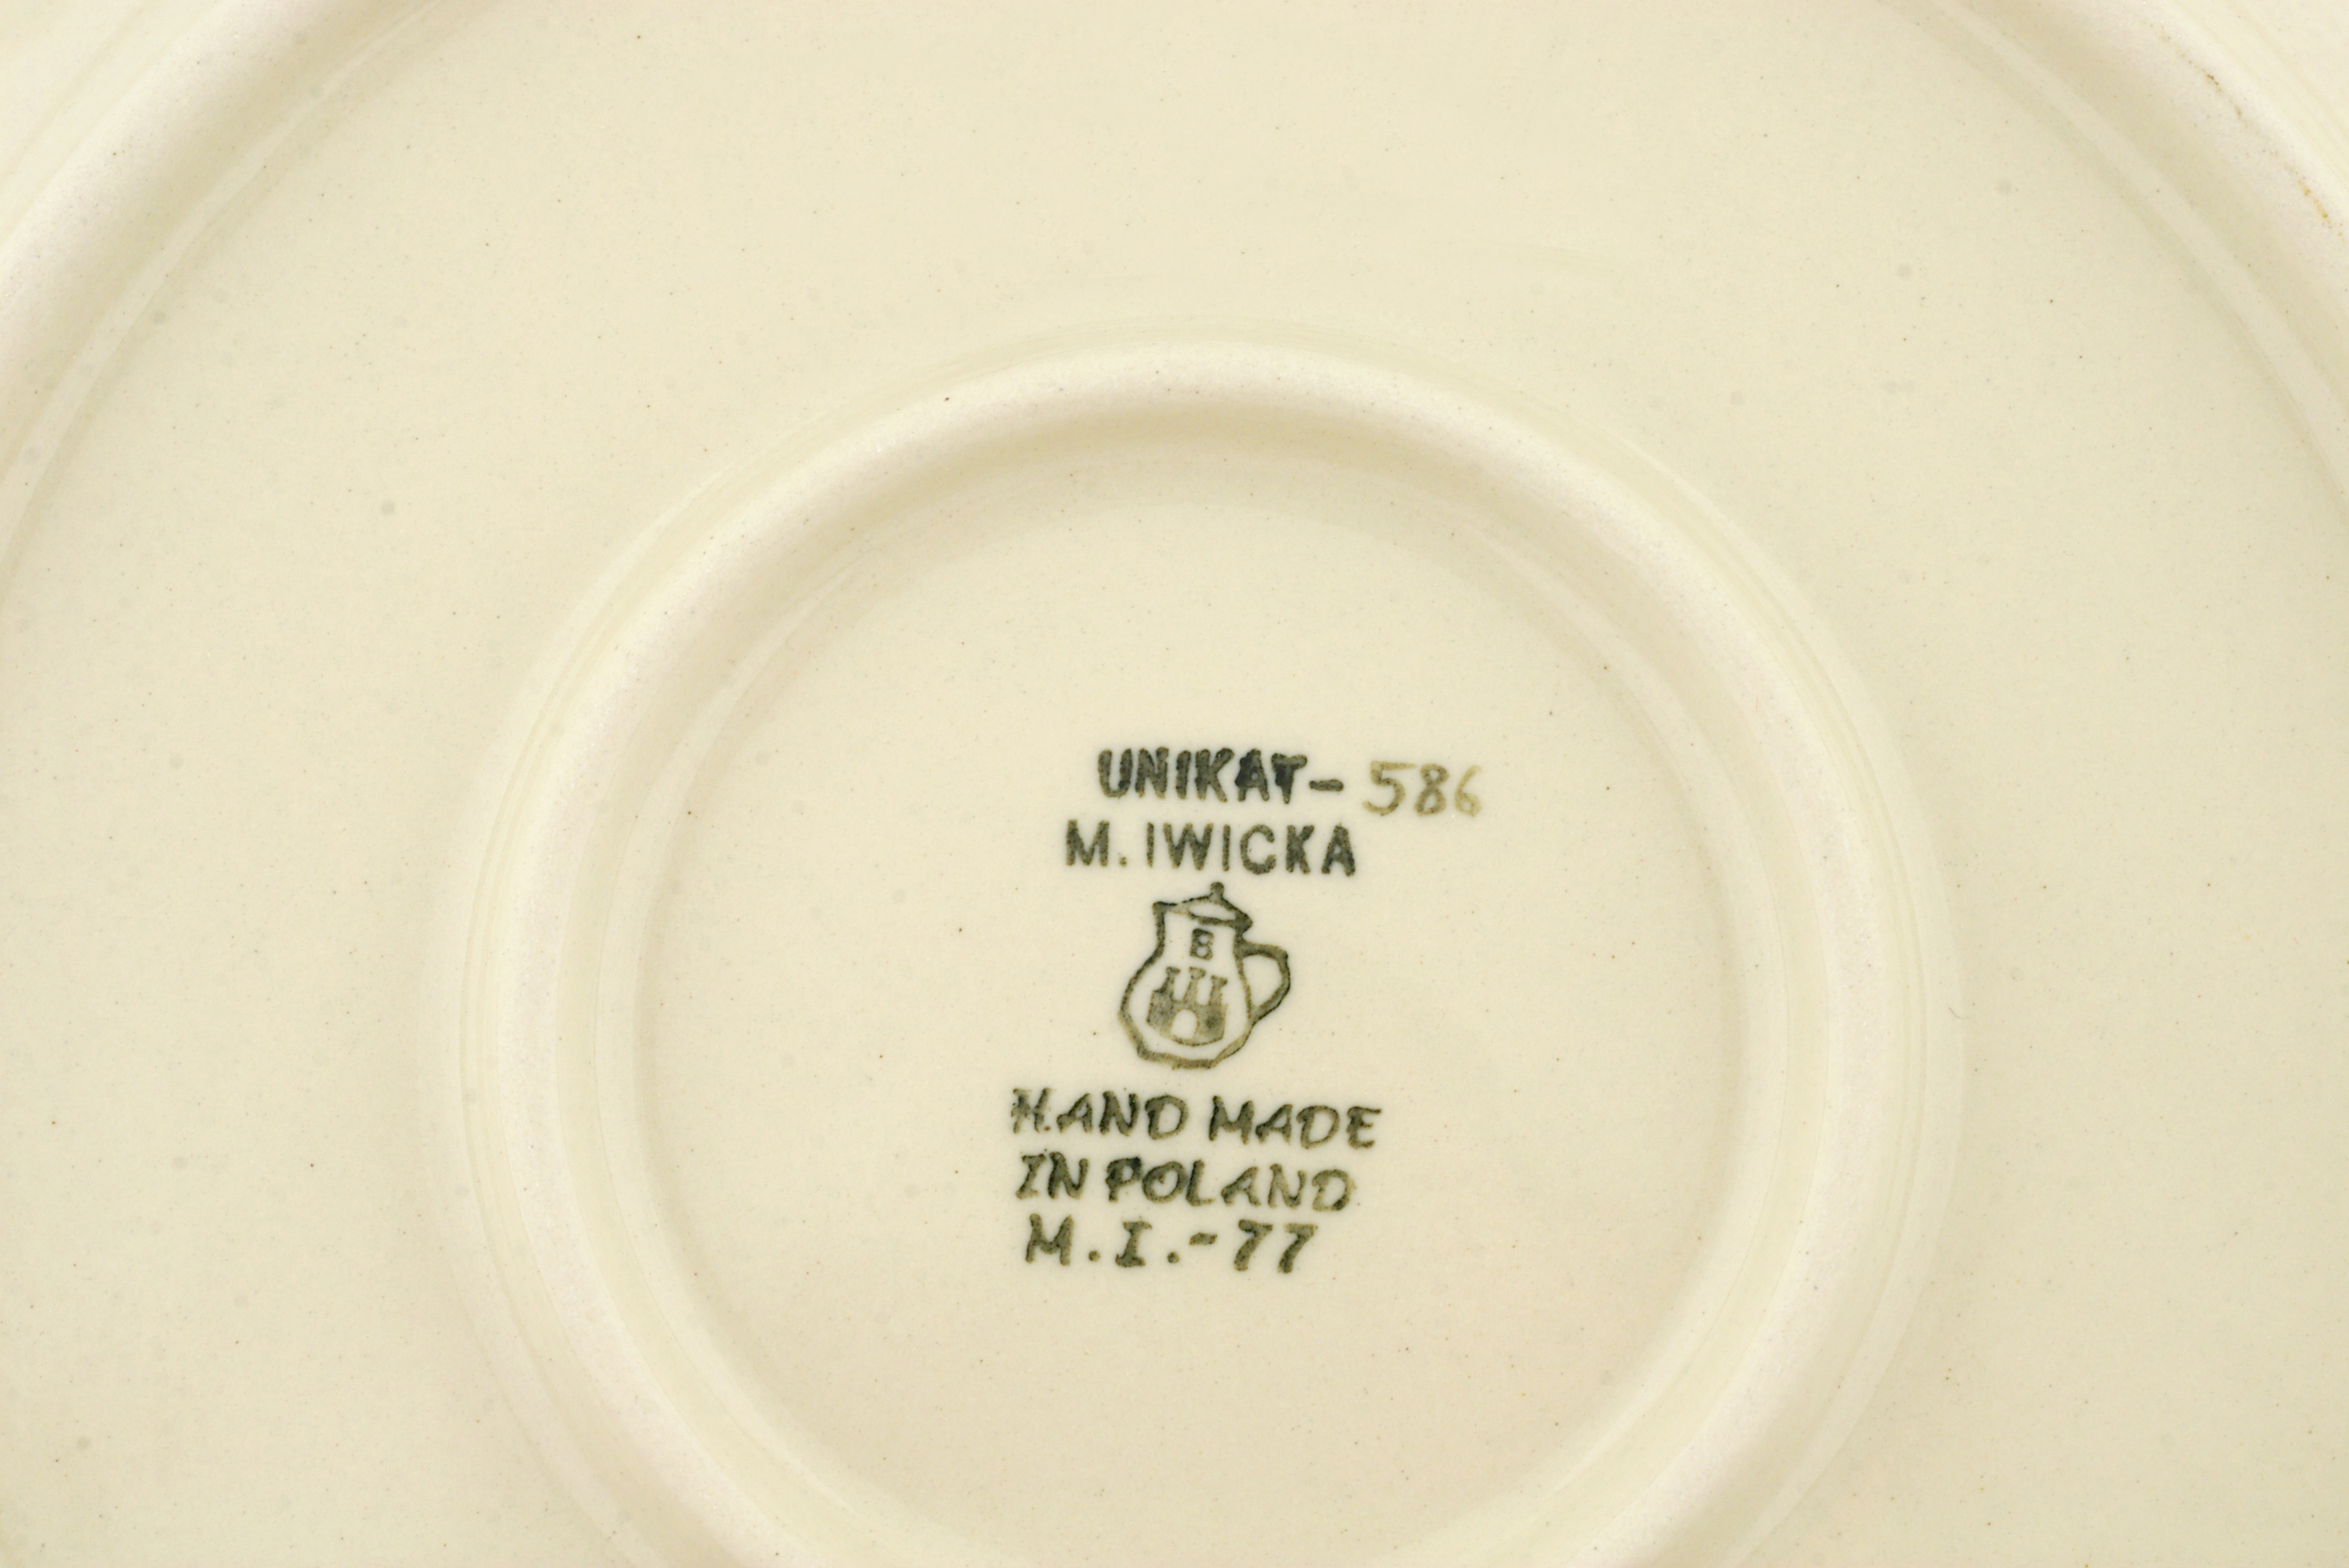 UNIKAT-586
M. IWICKA
B
HAND MADE
IN POLAND
M.I.-77